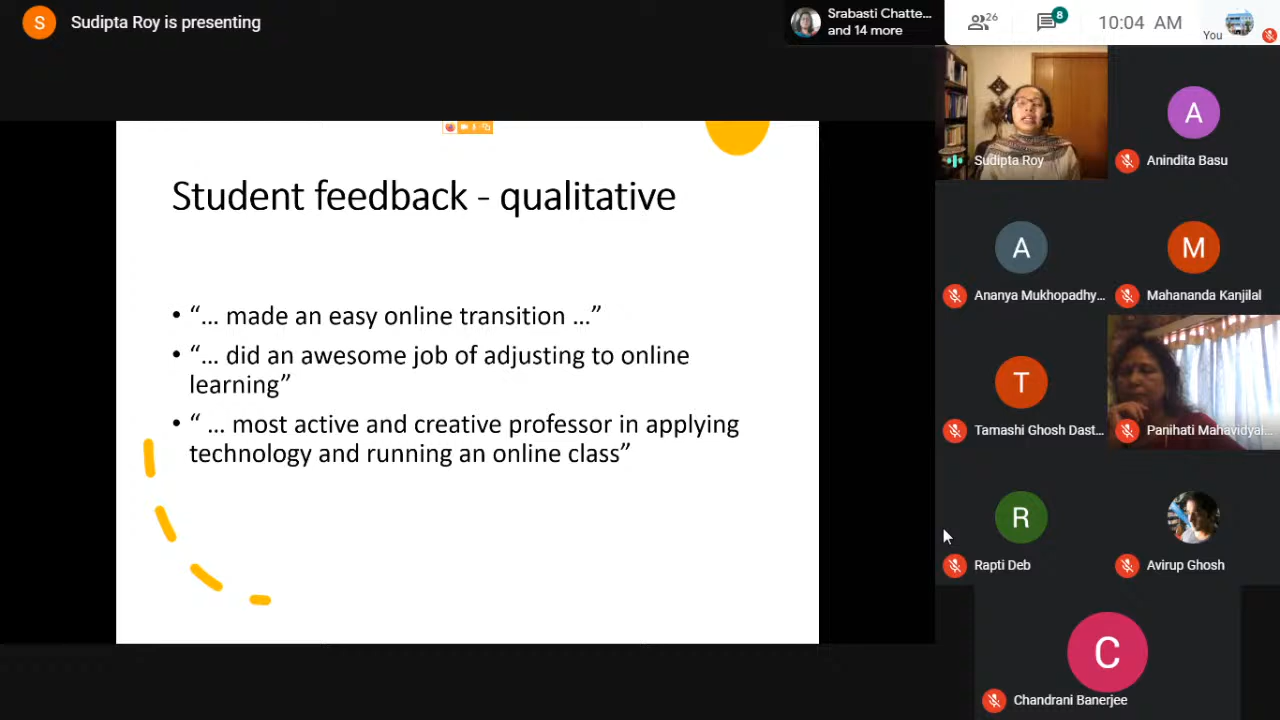 S
Sudipta Roy is presenting
Srabasti Chatte...
and 14 more
26
8
10:04 AM
You
Student feedback - qualitative
• “... made an easy online transition ...”
• “... did an awesome job of adjusting to online
learning”
• “ ... most active and creative professor in applying
technology and running an online class”
Sudipta Roy
A
Anindita Basu
A
Ananya Mukhopadhy...
M
Mahananda Kanjilal
T
Tamashi Ghosh Dast...
Panihati Mahavidyal...
R
Rapti Deb
Avirup Ghosh
C
Chandrani Banerjee